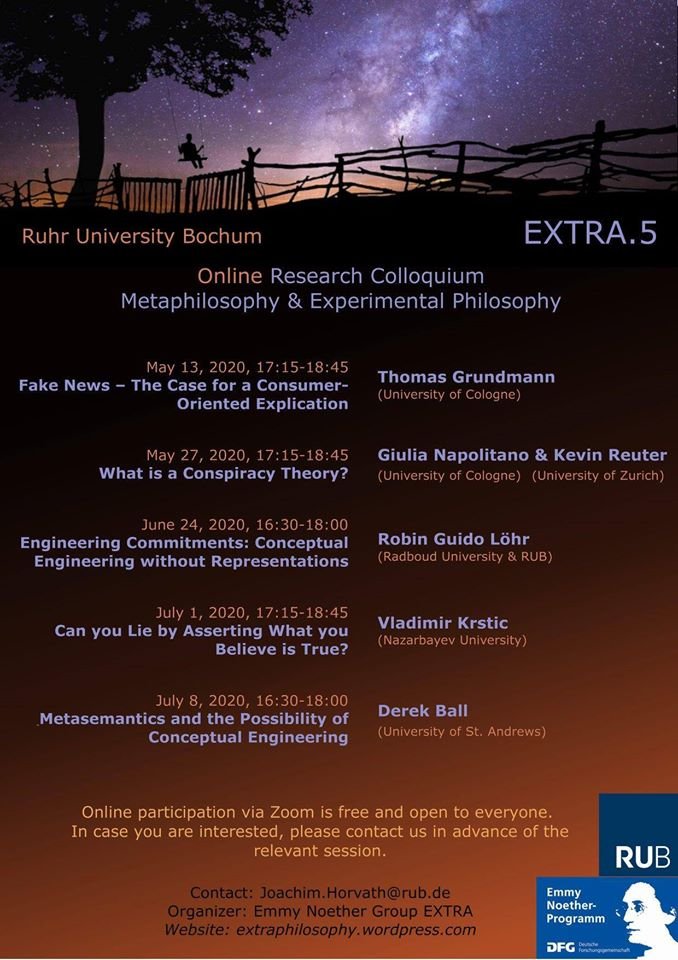 Ruhr University Bochum
EXTRA.5
Online Research Colloquium
Metaphilosophy & Experimental Philosophy
May 13, 2020, 17:15-18:45
Fake News – The Case for a Consumer-
Oriented Explication
Thomas Grundmann
(University of Cologne)
May 27, 2020, 17:15-18:45
What is a Conspiracy Theory?
Giulia Napolitano & Kevin Reuter
(University of Cologne) (University of Zurich)
June 24, 2020, 16:30-18:00
Engineering Commitments: Conceptual
Engineering without Representations
Robin Guido Löhr
(Radboud University & RUB)
July 1, 2020, 17:15-18:45
Can you Lie by Asserting What you
Believe is True?
Vladimir Krstic
(Nazarbayev University)
July 8, 2020, 16:30-18:00
Metasemantics and the Possibility of
Conceptual Engineering
Derek Ball
(University of St. Andrews)
Online participation via Zoom is free and open to everyone.
In case you are interested, please contact us in advance of the
relevant session.
Contact: Joachim.Horvath@rub.de
Organizer: Emmy Noether Group EXTRA
Website: extraphilosophy.wordpress.com
RUB
Emmy
Noether-
Programm
DFG Deutsche
Forschungsgemeinschaft